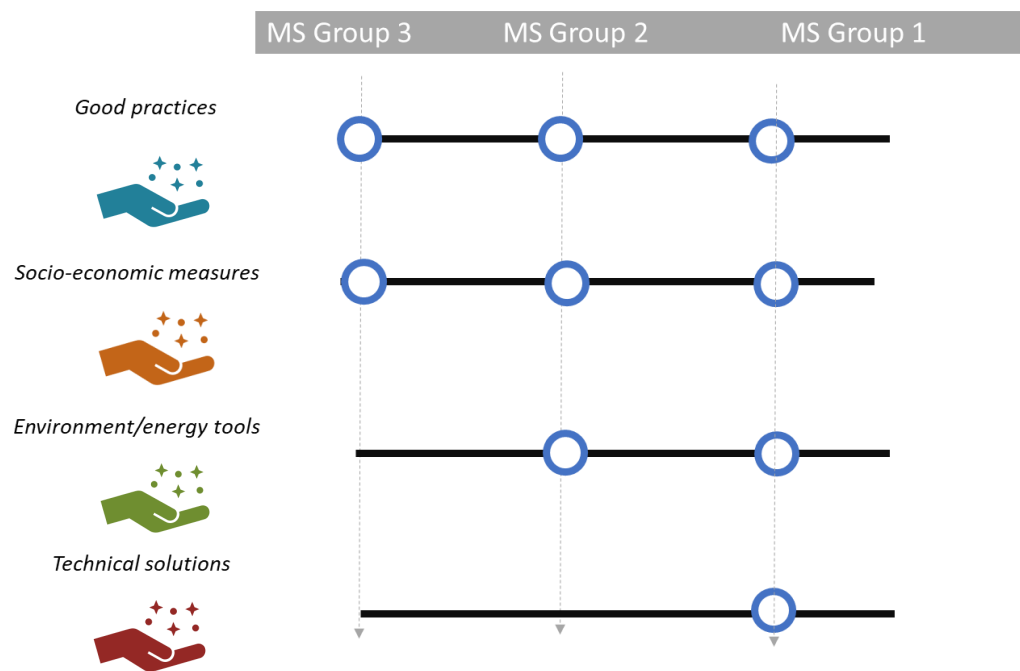 MS Group 3 MS Group 2 MS Group 1
Good practices
Socio-economic measures
Environment/energy tools
Technical solutions